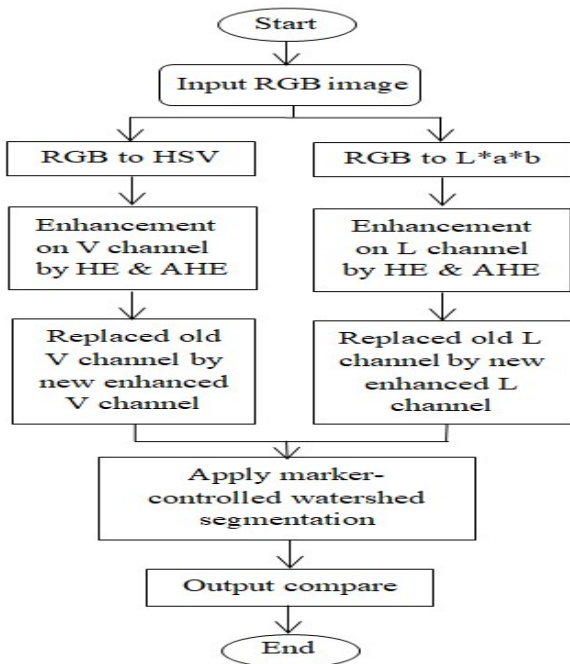 Start
Input RGB image
RGB to HSV
RGB to L*a*b
Enhancement
on V channel
by HE & AHE
Enhancement
on L channel
by HE & AHE
Replaced old
V channel by
new enhanced
V channel
Replaced old L
channel by new
enhanced L
channel
Apply marker-
controlled watershed
segmentation
Output compare
End